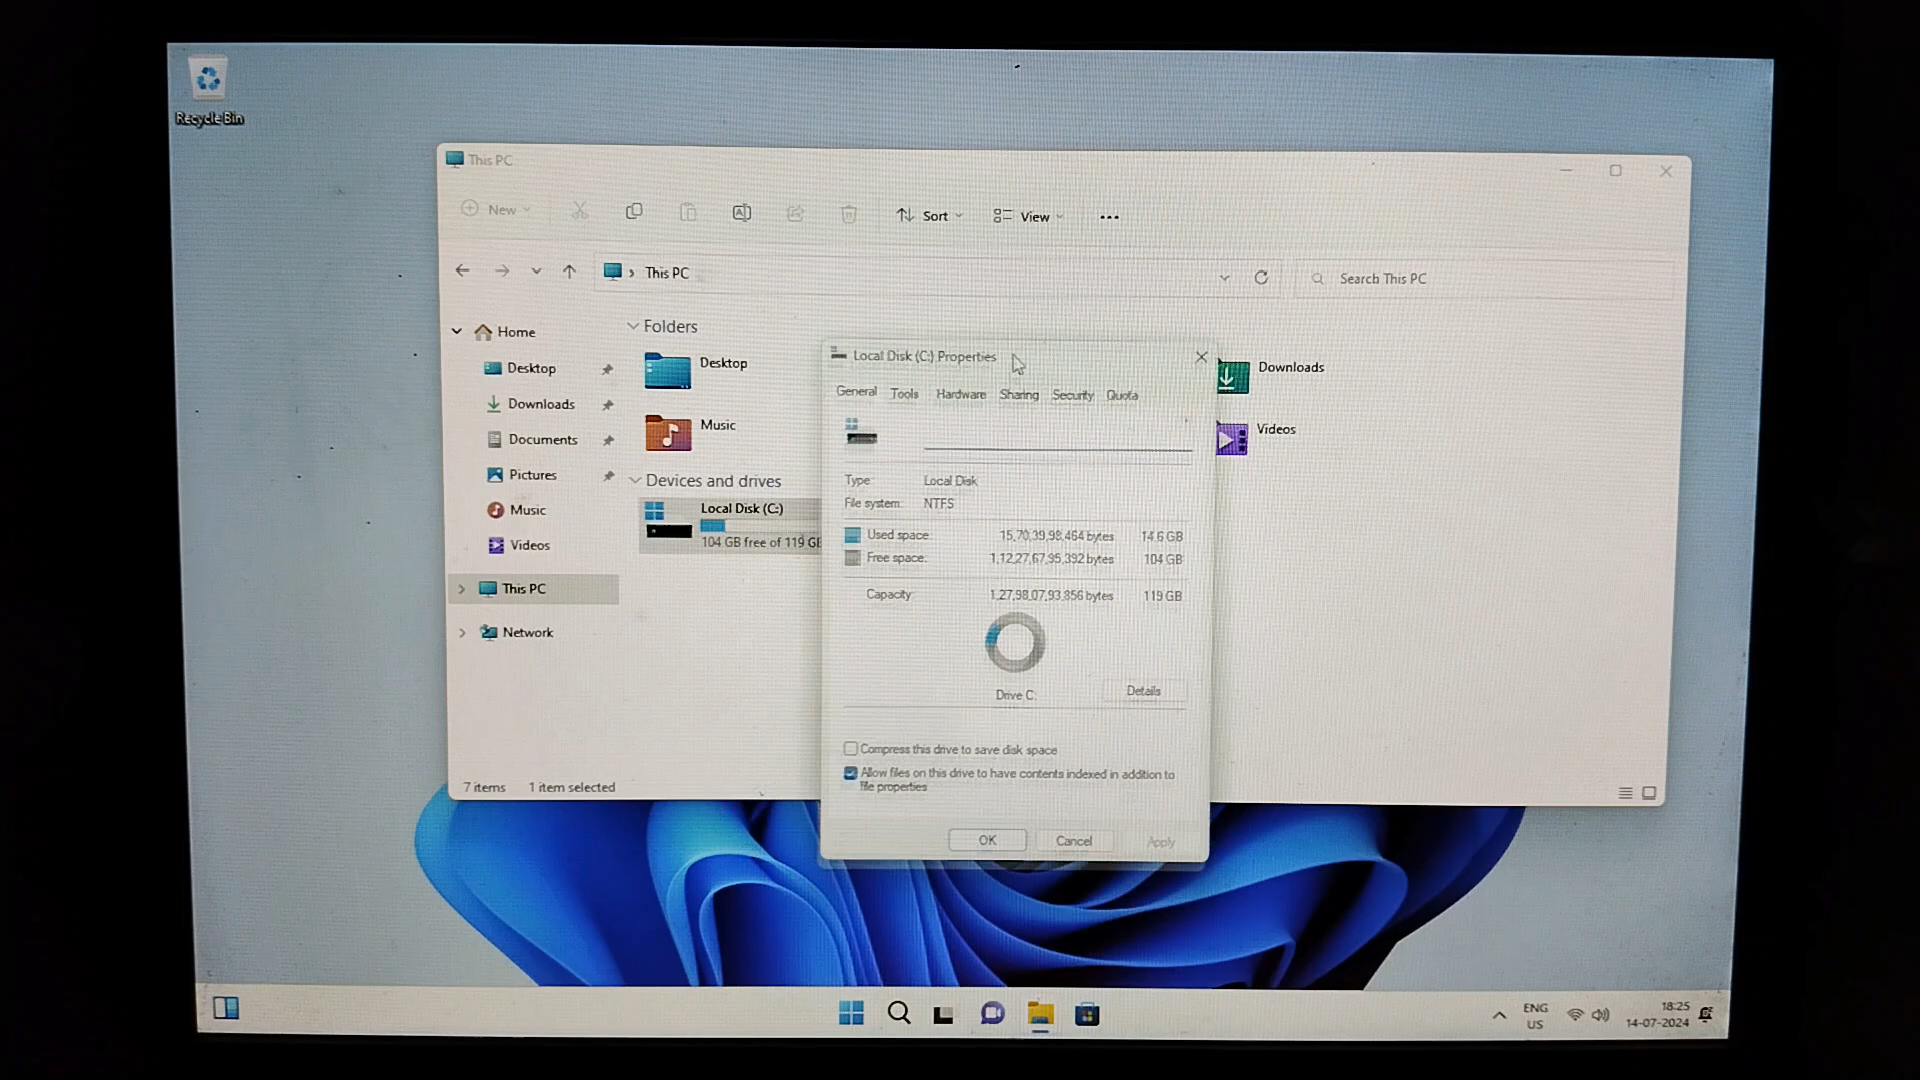 Recycle Bin
This PC
New
Sort
View
This PC
Search This PC
Home
Desktop
Downloads
Documents
Pictures
Music
Videos
This PC
Network
Folders
Desktop
Downloads
Music
Videos
Devices and drives
Local Disk (C:)
104 GB free of 119 GB
Local Disk (C:) Properties
General Tools Hardware Sharing Security Quota
Type: Local Disk
File system: NTFS
Used space: 15,70,39,98,464 bytes 14.6 GB
Free space: 1,12,27,67,95,392 bytes 104 GB
Capacity: 1,27,98,07,93,856 bytes 119 GB
Drive C:
Details
Compress this drive to save disk space
Allow files on this drive to have contents indexed in addition to
file properties
OK Cancel Apply
7 items 1 item selected
ENG
US
18:25
14-07-2024